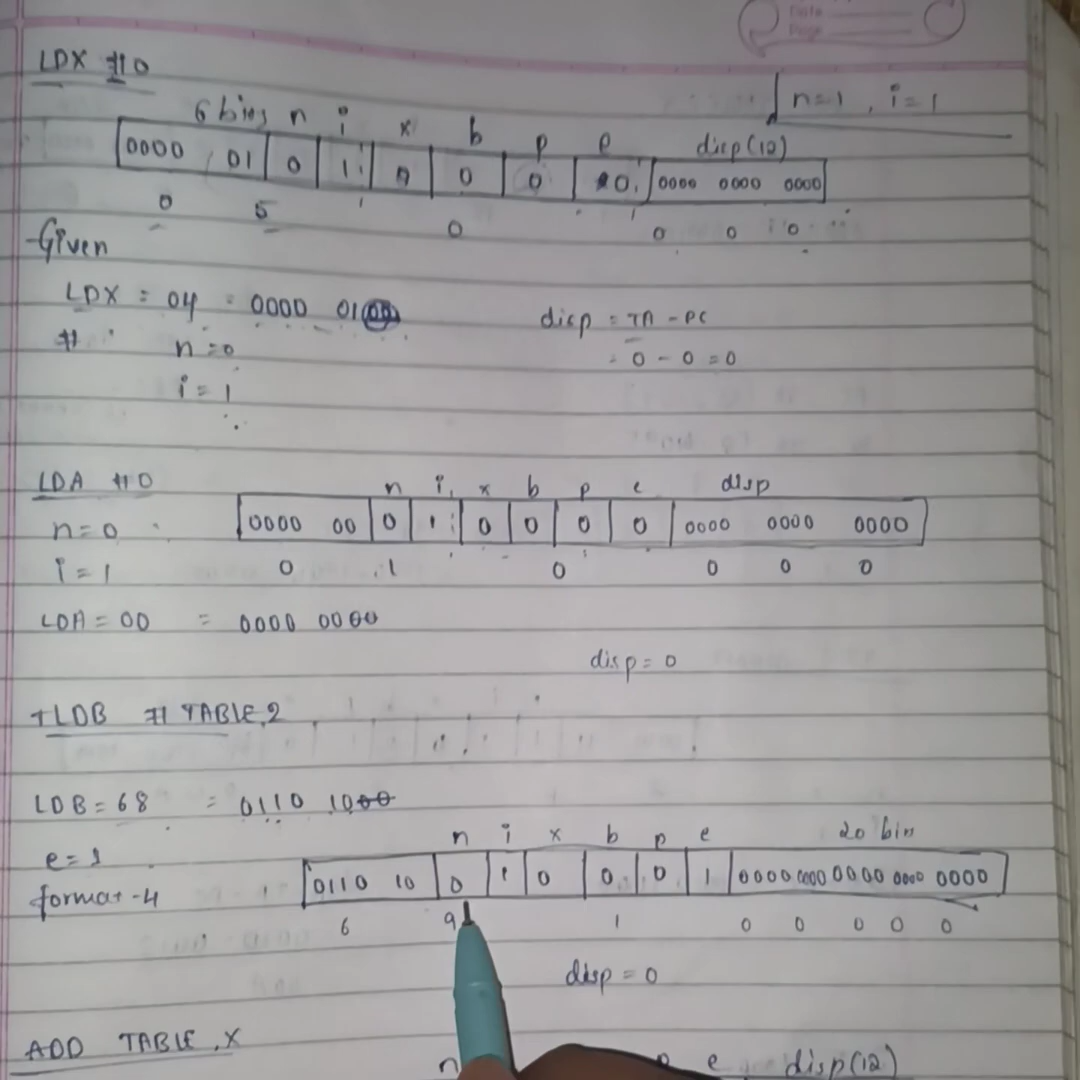 Date
Page
LDX #0
n=1, i=1
6 bits n i x b p e disp(12)
0000 01 0 1 0 0 0 0 0000 0000 0000
0 5 0 0 0 0
Given
LDX = 04 = 0000 01
disp = TA - PC
# n=0
= 0 - 0 = 0
i = 1
LDA #0
n i x b p e disp
n=0
0000 00 0 1 0 0 0 0 0000 0000 0000
i=1
0 1 0 0 0 0
LDA = 00 = 0000 0000
disp = 0
+LDB # TABLE 2
LDB = 68 = 0110 1000
n i x b p e 20 bit
e=1
0110 10 0 1 0 0 0 1 0000 0000 0000 0000 0000
format-4
6 9 1 0 0 0 0 0
disp = 0
ADD TABLE, X
n p e disp(12)